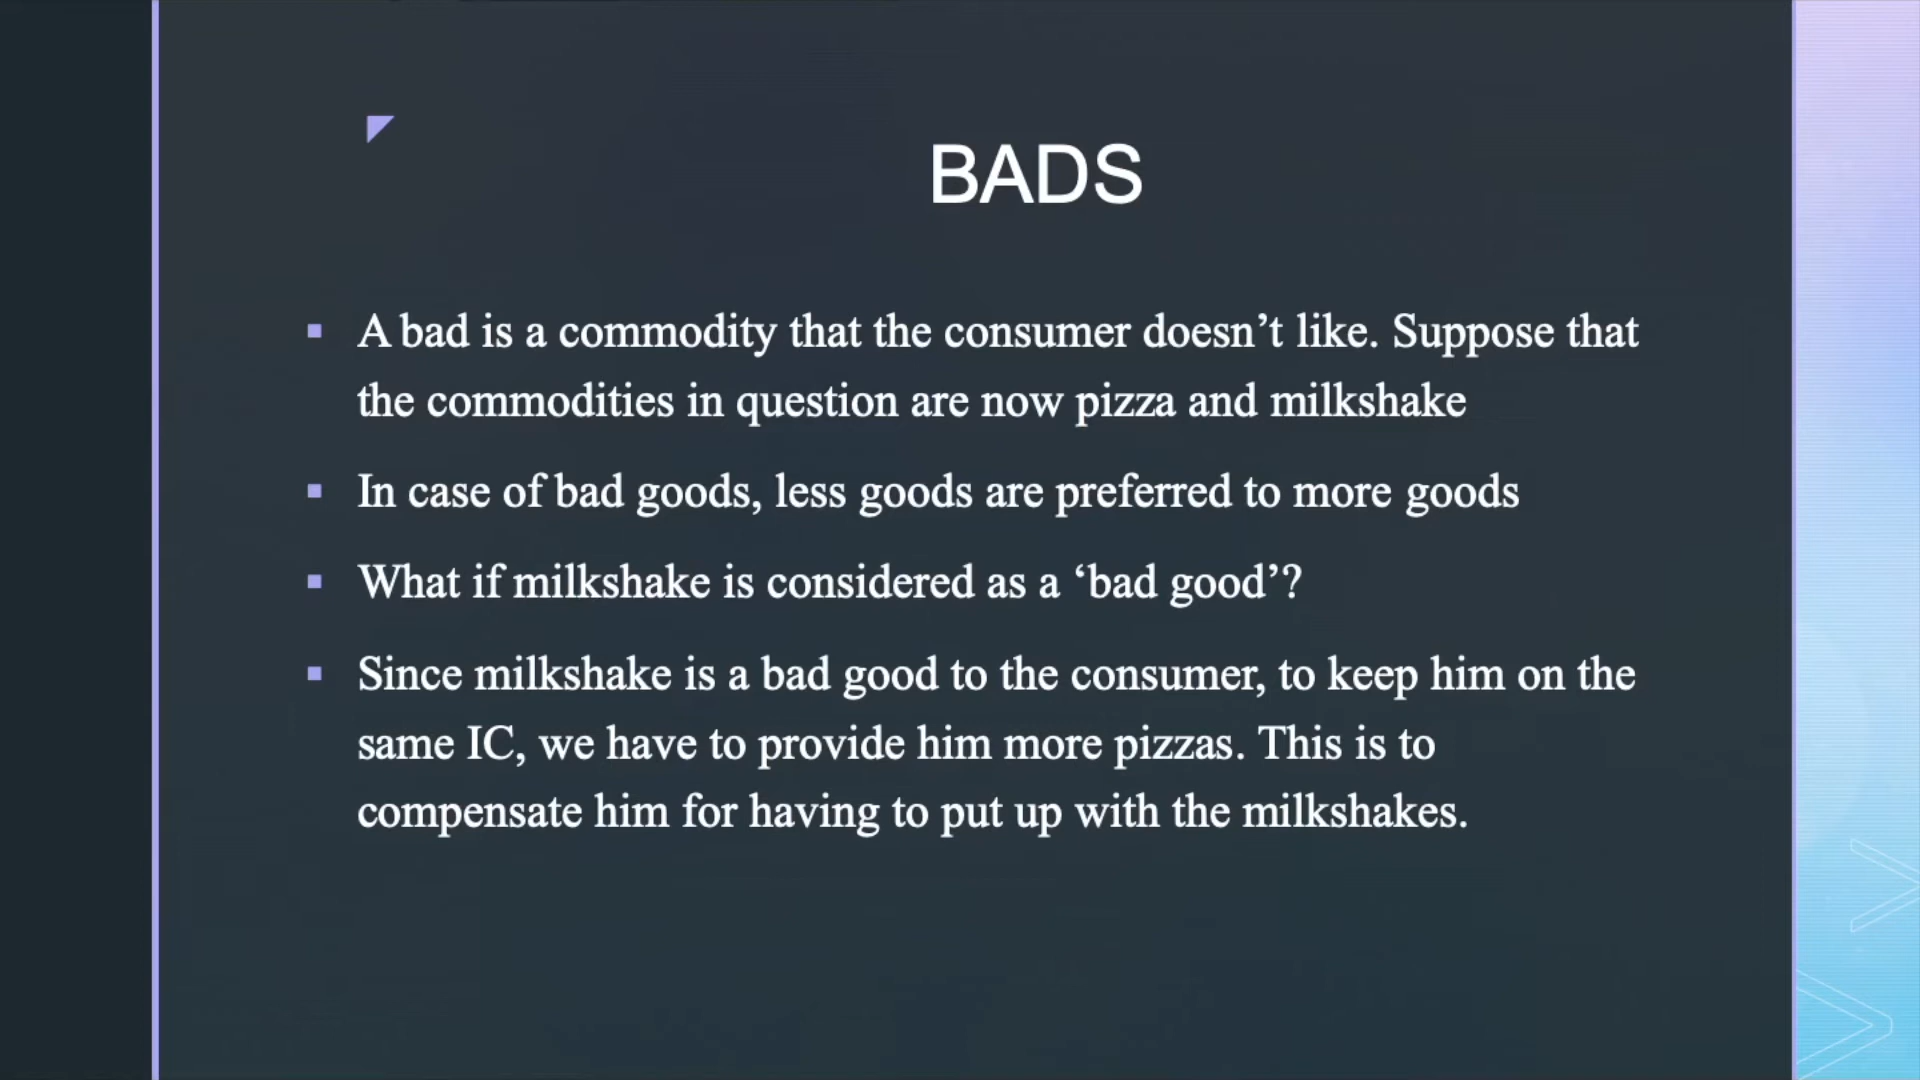 BADS
A bad is a commodity that the consumer doesn’t like. Suppose that
the commodities in question are now pizza and milkshake
In case of bad goods, less goods are preferred to more goods
What if milkshake is considered as a ‘bad good’?
Since milkshake is a bad good to the consumer, to keep him on the
same IC, we have to provide him more pizzas. This is to
compensate him for having to put up with the milkshakes.